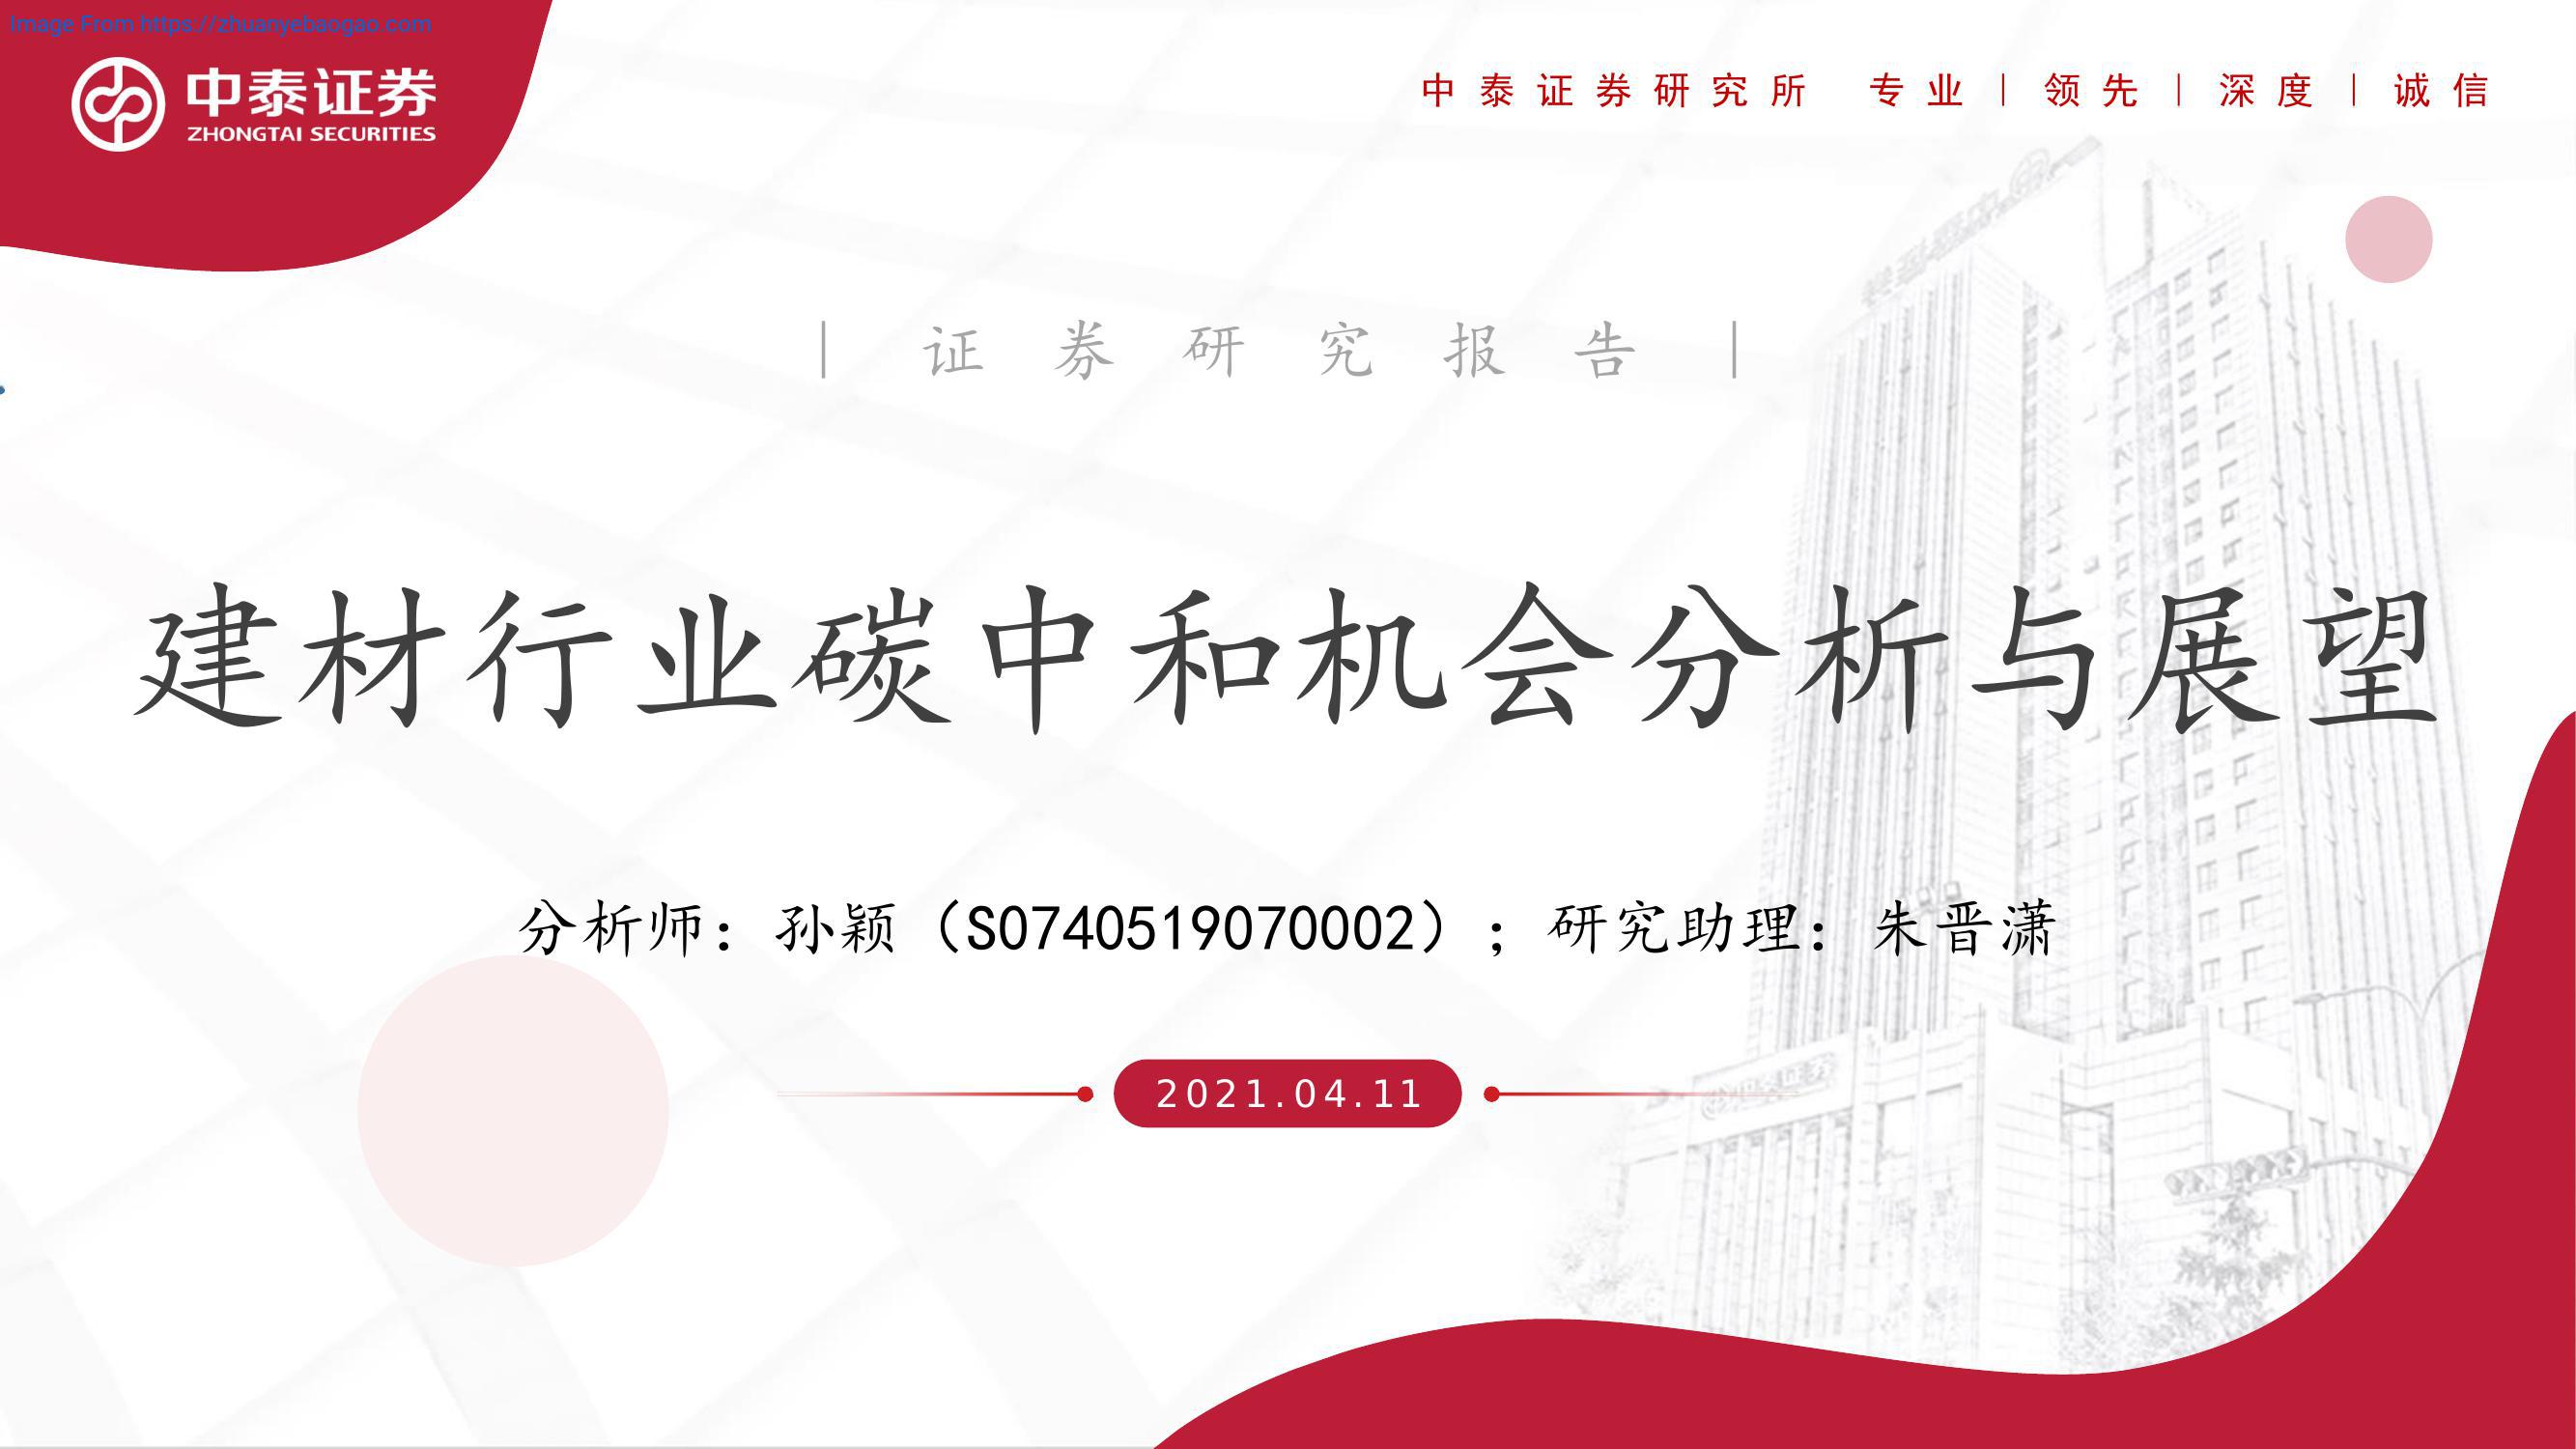 Image From https://zhuanyebaogao.com
中泰证券
ZHONGTAI SECURITIES
中泰证券研究所 专业|领先|深度|诚信
| 证券研究报告 |
建材行业碳中和机会分析与展望
分析师：孙颖（S0740519070002）；研究助理：朱晋潇
2021.04.11